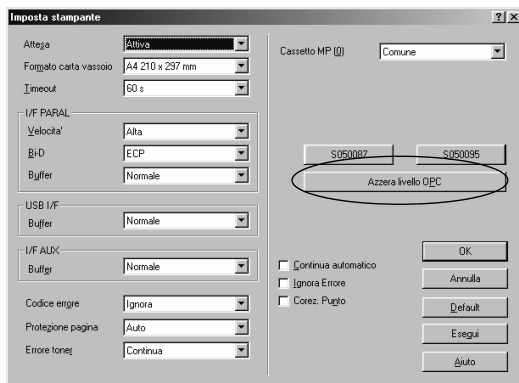 Imposta stampante
Attesa Attiva
Formato carta vassoio A4 210 x 297 mm
Timeout 60 s
I/F PARAL
Velocita' Alta
Bi-D ECP
Buffer Normale
USB I/F
Buffer Normale
I/F AUX
Buffer Normale
Codice errore Ignora
Protezione pagina Auto
Errore toner Continua
Cassetto MP (0) Comune
S050087 S050095
Azzera livello OPC
Continua automatico
Ignora Errore
Corez. Punto
OK
Annulla
Default
Esegui
Aiuto